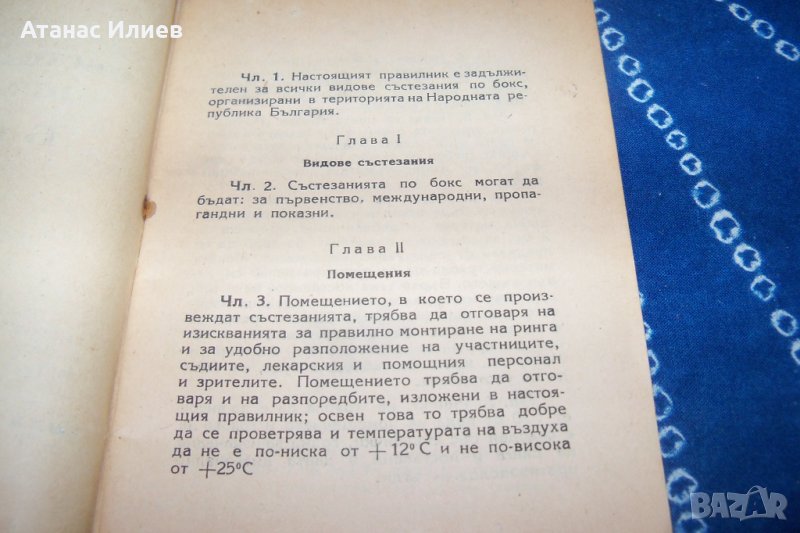 Атанас Илиев
Чл. 1. Настоящият правилник е задължи-
телен за всички видове състезания по бокс,
организирани в територията на Народната ре-
публика България.
Глава I
Видове състезания
Чл. 2. Състезанията по бокс могат да
бъдат: за първенство, международни, пропа-
гандни и показни.
Глава II
Помещения
Чл. 3. Помещението, в което се произ-
веждат състезанията, трябва да отговаря на
изискванията за правилно монтиране на ринга
и за удобно разположение на участниците,
съдиите, лекарския и помощния персонал
и зрителите. Помещението трябва да отго-
варя и на разпоредбите, изложени в настоя-
щия правилник; освен това то трябва добре
да се проветрява и температурата на въздуха
да не е по-ниска от +12°С и не по-висока
от +25°С
BAZAR